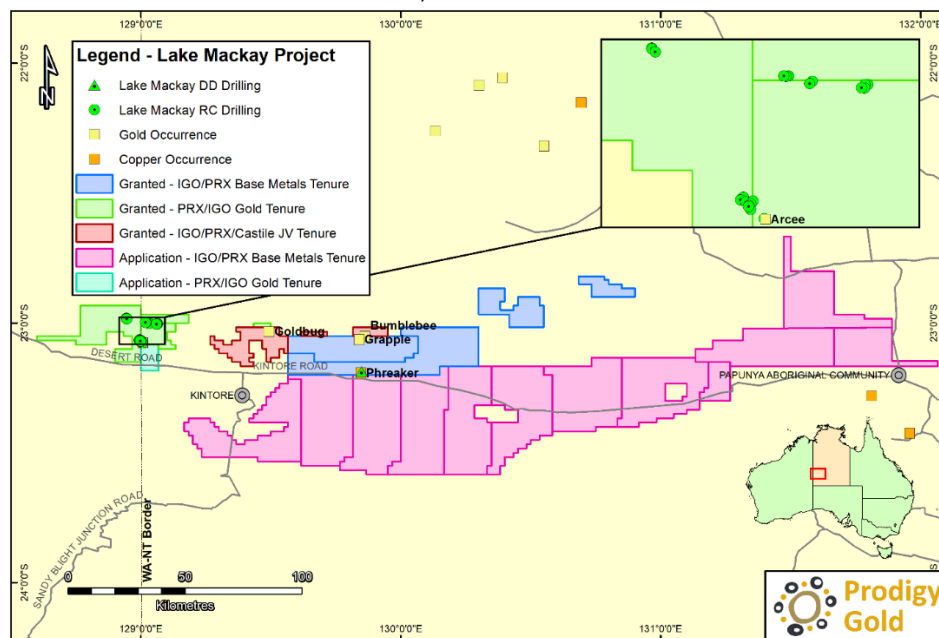 129°0'0"E
130°0'0"E
131°0'0"E
132°0'0"E
22°0'0"S
22°0'0"S
Legend - Lake Mackay Project
Lake Mackay DD Drilling
Lake Mackay RC Drilling
Gold Occurrence
Copper Occurrence
Granted - IGO/PRX Base Metals Tenure
Granted - PRX/IGO Gold Tenure
Granted - IGO/PRX/Castile JV Tenure
Application - IGO/PRX Base Metals Tenure
Application - PRX/IGO Gold Tenure
Arcee
23°0'0"S
23°0'0"S
Goldbug
Bumblebee
Grapple
DESERT ROAD
KINTORE ROAD
Phreaker
PAPUNYA ABORIGINAL COMMUNITY
KINTORE
SANDY BLIGHT JUNCTION ROAD
WA-NT Border
24°0'0"S
24°0'0"S
0
50
100
Kilometres
129°0'0"E
130°0'0"E
131°0'0"E
Prodigy
Gold